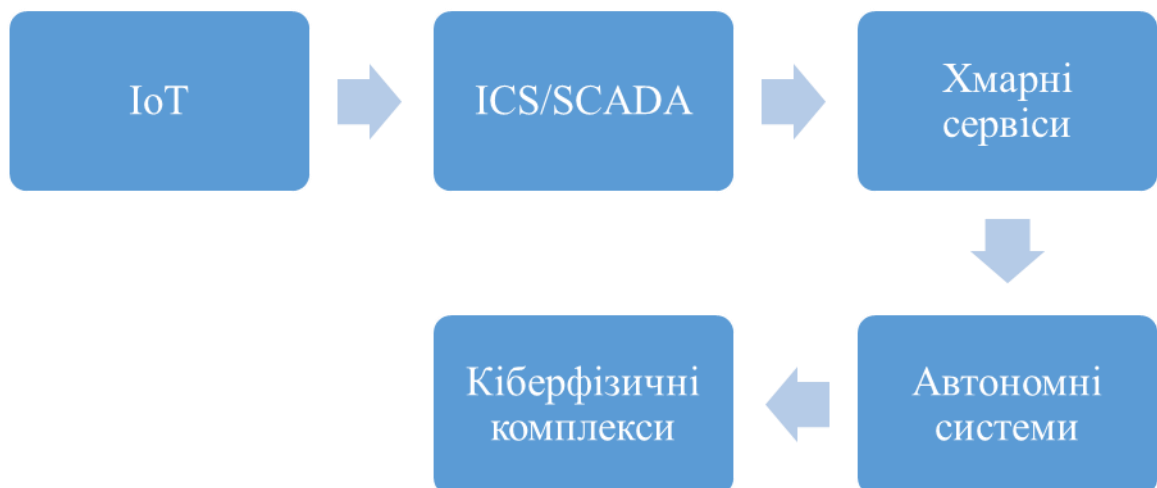 IoT
ICS/SCADA
Хмарні
сервіси
Автономні
системи
Кіберфізичні
комплекси